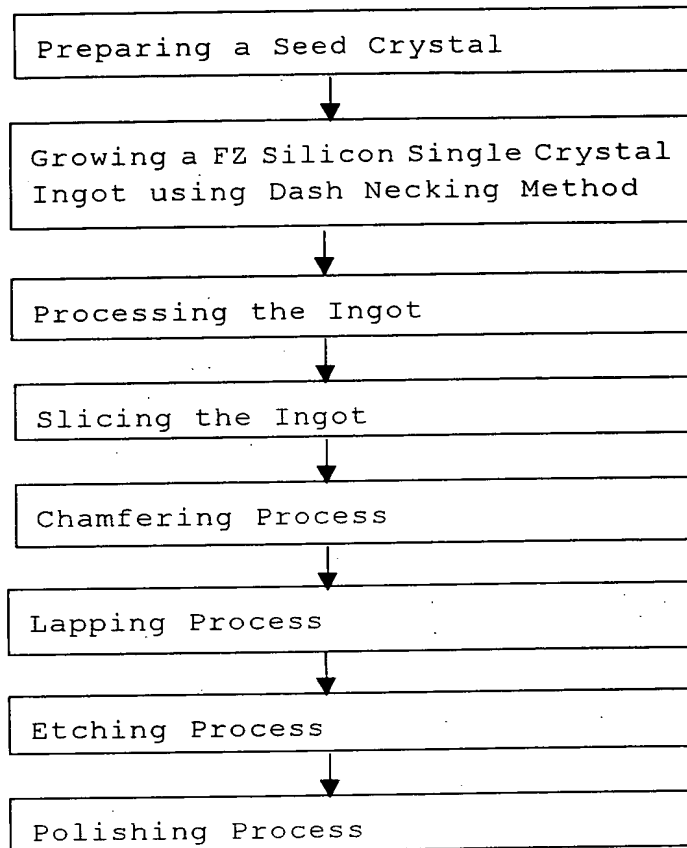 Preparing a Seed Crystal
Growing a FZ Silicon Single Crystal
Ingot using Dash Necking Method
Processing the Ingot
Slicing the Ingot
Chamfering Process
Lapping Process
Etching Process
Polishing Process